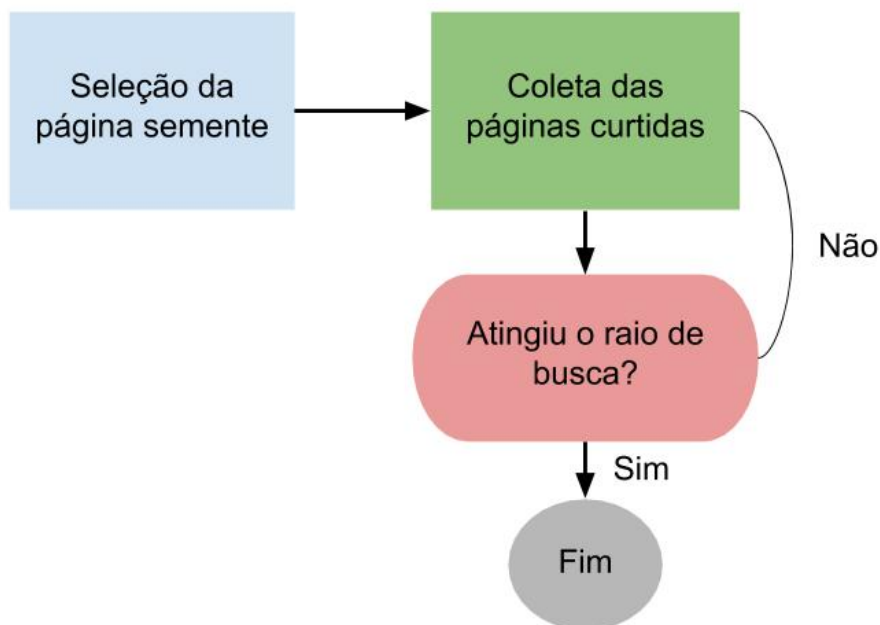 Seleção da
página semente
Coleta das
páginas curtidas
Não
Atingiu o raio de
busca?
Sim
Fim